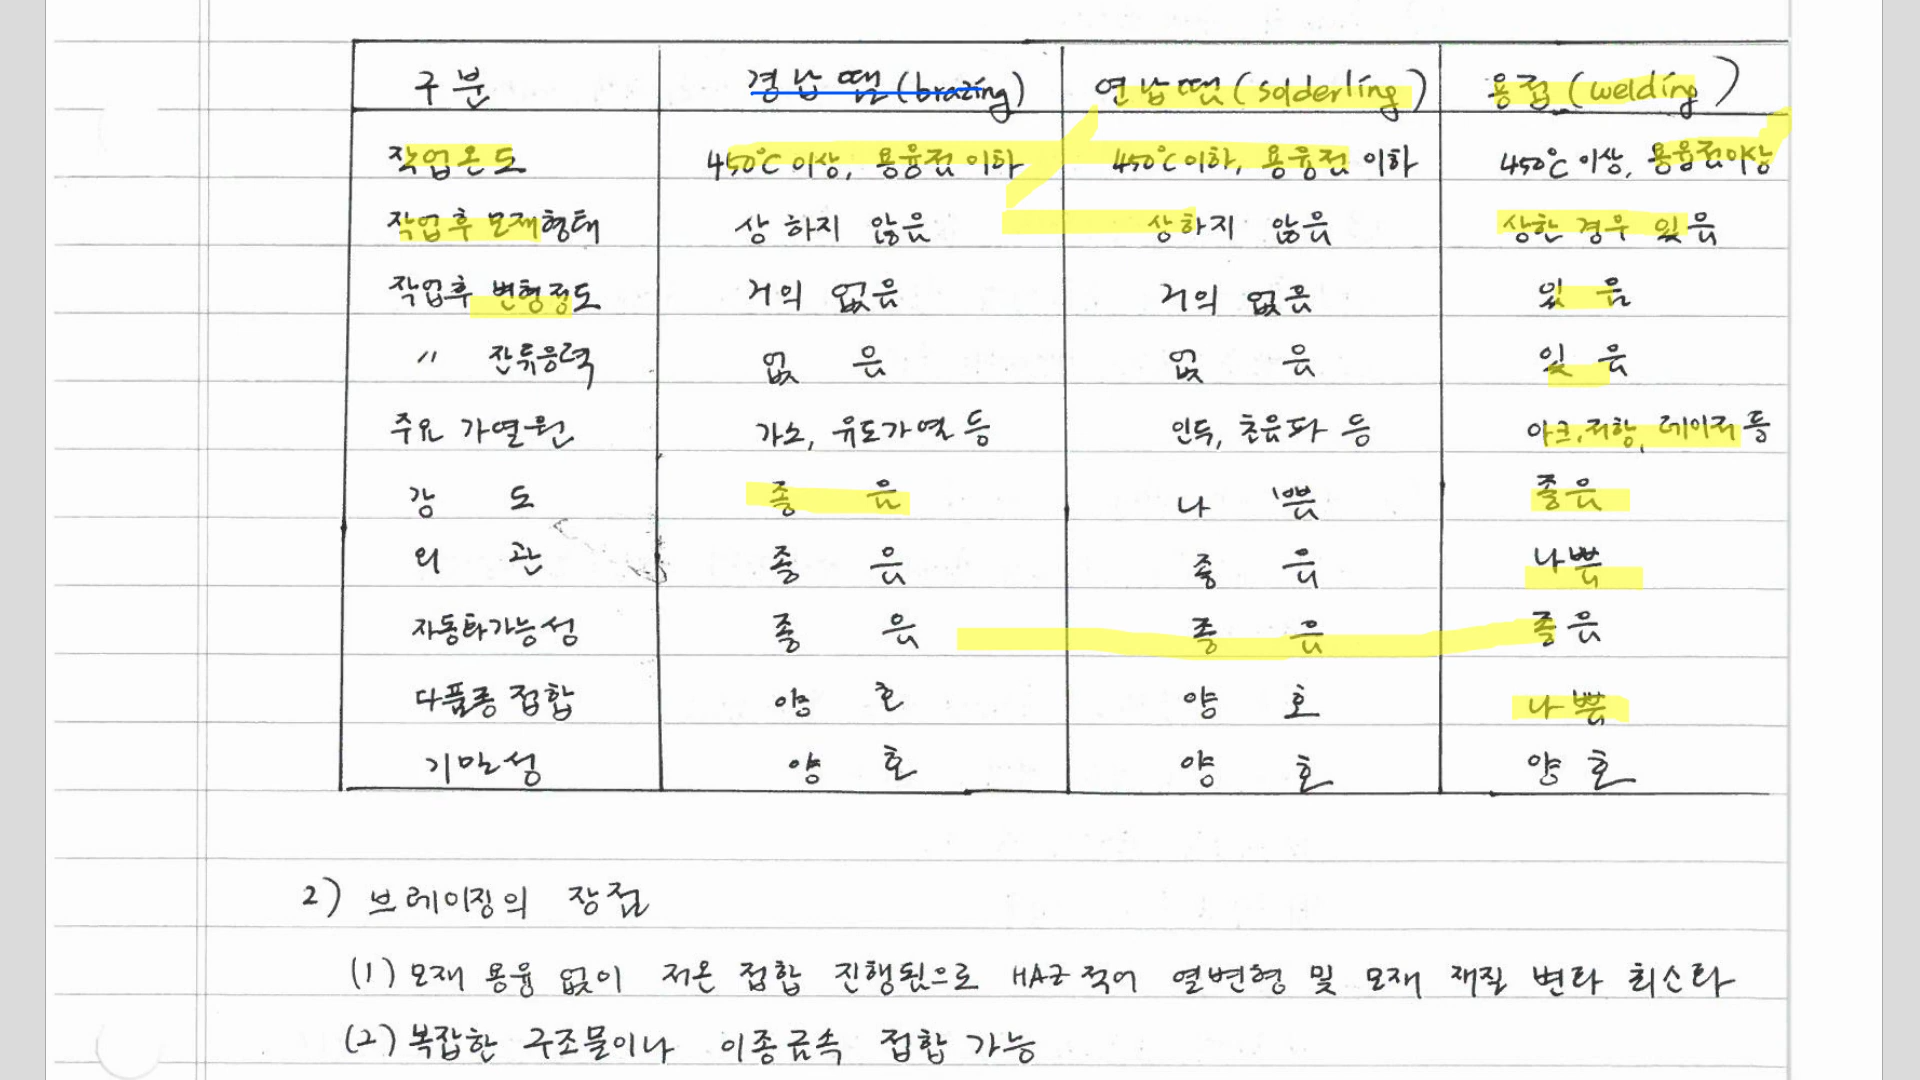 구분 경납땜(brazing) 연납땜(solderling) 용접(welding)
작업온도 450℃이상, 용융점이하 450℃이하, 용융점 이하 450℃이상, 용융점이상
작업후 모재형태 상하지 않음 상하지 않음 상한 경우 있음
작업후 변형정도 거의 없음 거의 없음 있음
〃 잔류응력 없음 없음 있음
주요 가열원 가스, 유도가열 등 인두, 초음파 등 아크, 저항, 레이저 등
강도 좋음 나쁨 좋음
외관 좋음 좋음 나쁨
자동화가능성 좋음 좋음 좋음
다품종 접합 양호 양호 나쁨
기밀성 양호 양호 양호
2) 브레이징의 장점
(1) 모재 용융 없이 저온 접합 진행됨으로 HAZ 적어 열변형 및 모재 재질 변화 최소화
(2) 복잡한 구조물이나 이종금속 접합 가능